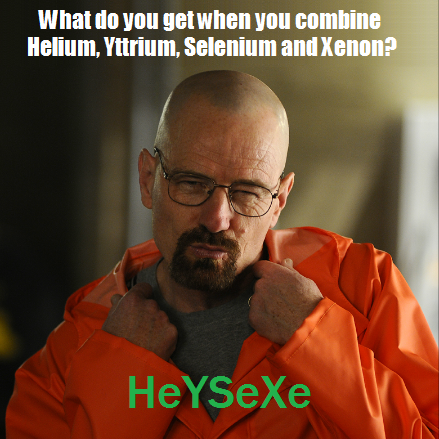 What do you get when you combine
Helium, Yttrium, Selenium and Xenon?
HeYSeXe